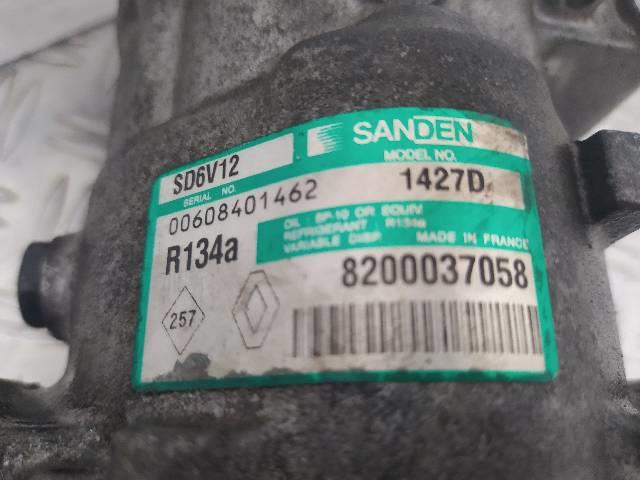 SANDEN
SD6V12
MODEL NO.
SERIAL NO.
1427D
00608401462
OIL : SP-10 OR EQUIV.
REFRIGERANT : R134a
VARIABLE DISP. MADE IN FRANCE
R134a
8200037058
257